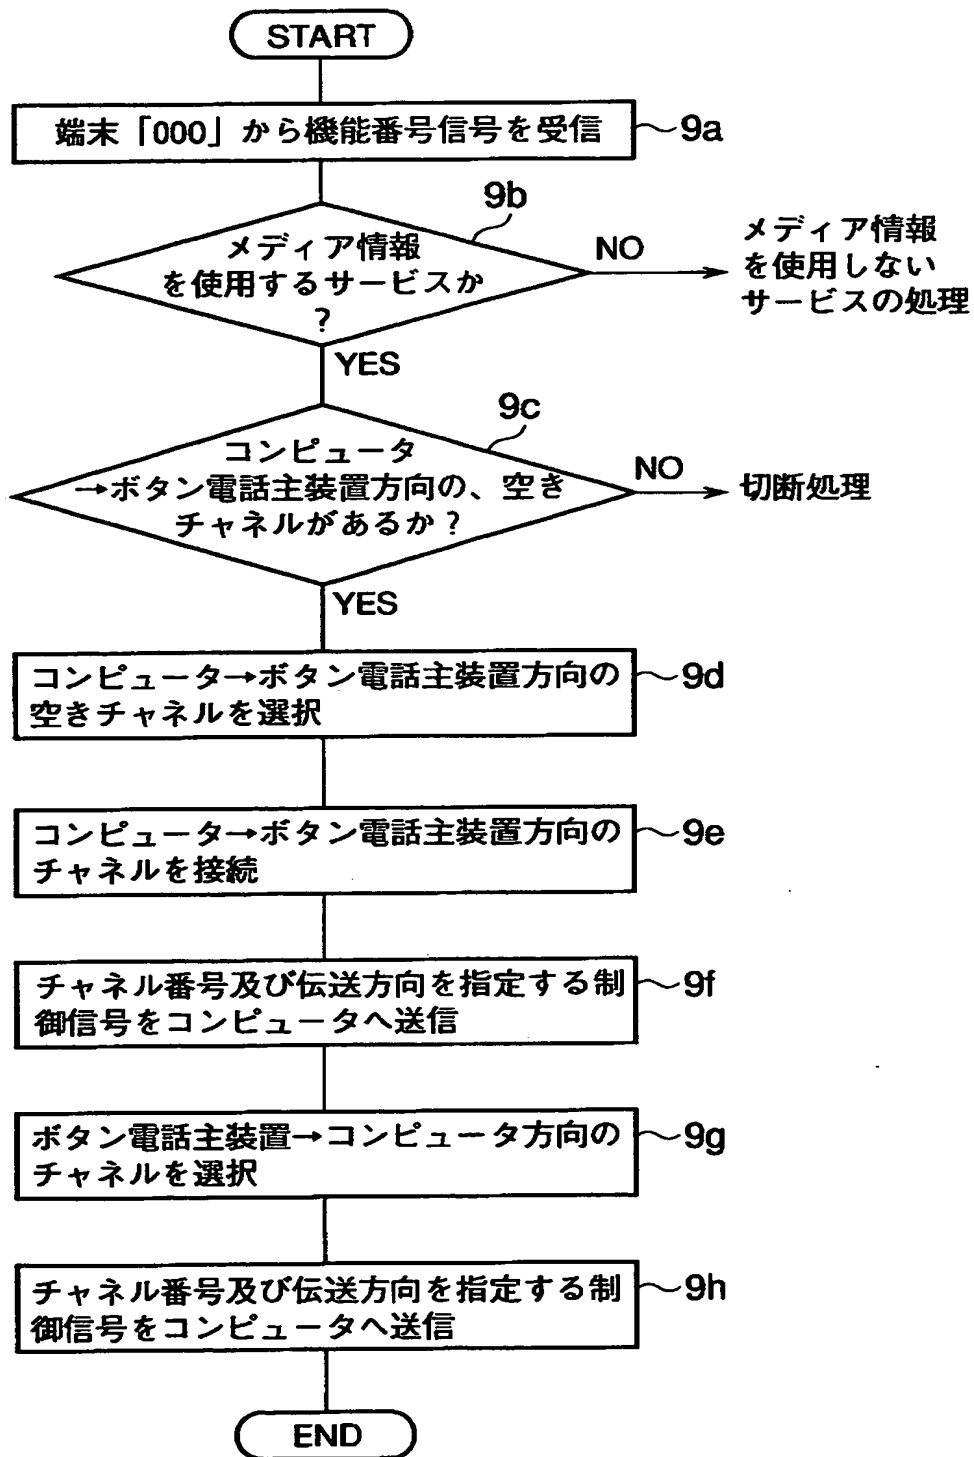 START
端末「000」から機能番号信号を受信
9a
9b
メディア情報
を使用するサービスか
?
NO
メディア情報
を使用しない
サービスの処理
YES
9c
コンピュータ
→ボタン電話主装置方向の、空き
チャネルがあるか?
NO
切断処理
YES
コンピュータ→ボタン電話主装置方向の
空きチャネルを選択
9d
コンピュータ→ボタン電話主装置方向の
チャネルを接続
9e
チャネル番号及び伝送方向を指定する制
御信号をコンピュータへ送信
9f
ボタン電話主装置→コンピュータ方向の
チャネルを選択
9g
チャネル番号及び伝送方向を指定する制
御信号をコンピュータへ送信
9h
END